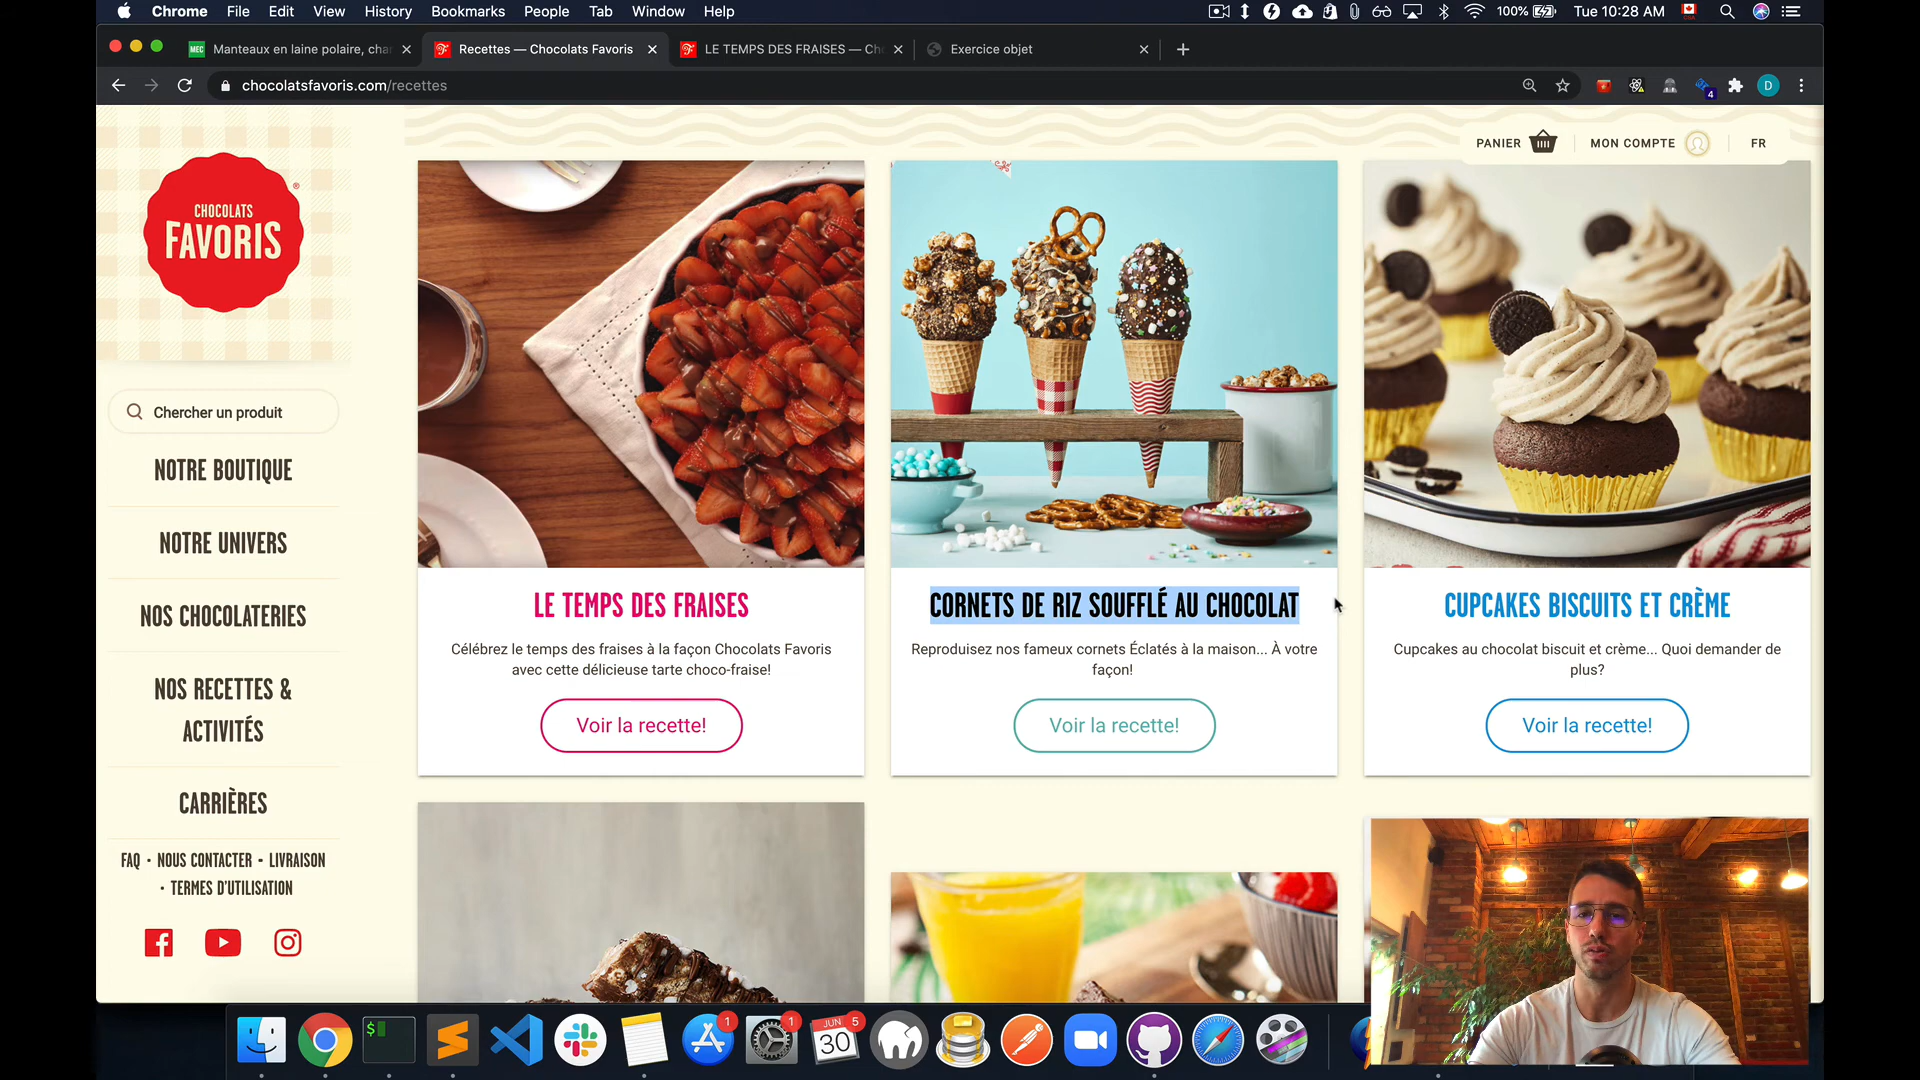 Chrome File Edit View History Bookmarks People Tab Window Help
100% Tue 10:28 AM
MEC Manteaux en laine polaire, cha
Recettes — Chocolats Favoris
LE TEMPS DES FRAISES — Ch
Exercice objet
chocolatsfavoris.com/recettes
4
D
CHOCOLATS
FAVORIS
®
PANIER
MON COMPTE
FR
Chercher un produit
NOTRE BOUTIQUE
NOTRE UNIVERS
NOS CHOCOLATERIES
NOS RECETTES &
ACTIVITÉS
CARRIÈRES
FAQ • NOUS CONTACTER • LIVRAISON
• TERMES D'UTILISATION
LE TEMPS DES FRAISES
Célébrez le temps des fraises à la façon Chocolats Favoris
avec cette délicieuse tarte choco-fraise!
Voir la recette!
CORNETS DE RIZ SOUFFLÉ AU CHOCOLAT
Reproduisez nos fameux cornets Éclatés à la maison... À votre
façon!
Voir la recette!
CUPCAKES BISCUITS ET CRÈME
Cupcakes au chocolat biscuit et crème... Quoi demander de
plus?
Voir la recette!
$
1
1
JUN
5
30